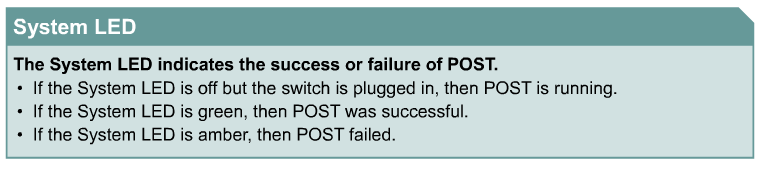 System LED
The System LED indicates the success or failure of POST.
• If the System LED is off but the switch is plugged in, then POST is running.
• If the System LED is green, then POST was successful.
• If the System LED is amber, then POST failed.